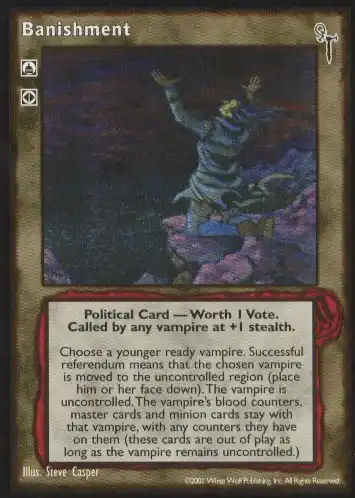 Banishment
Political Card — Worth 1 Vote.
Called by any vampire at +1 stealth.
Choose a younger ready vampire. Successful
referendum means that the chosen vampire
is moved to the uncontrolled region (place
him or her face down). The vampire is
uncontrolled. The vampire's blood counters,
master cards and minion cards stay with
that vampire, with any counters they have
on them (these cards are out of play as
long as the vampire remains uncontrolled.)
Illus. Steve Casper
©2001 White Wolf Publishing, Inc. All Rights Reserved.